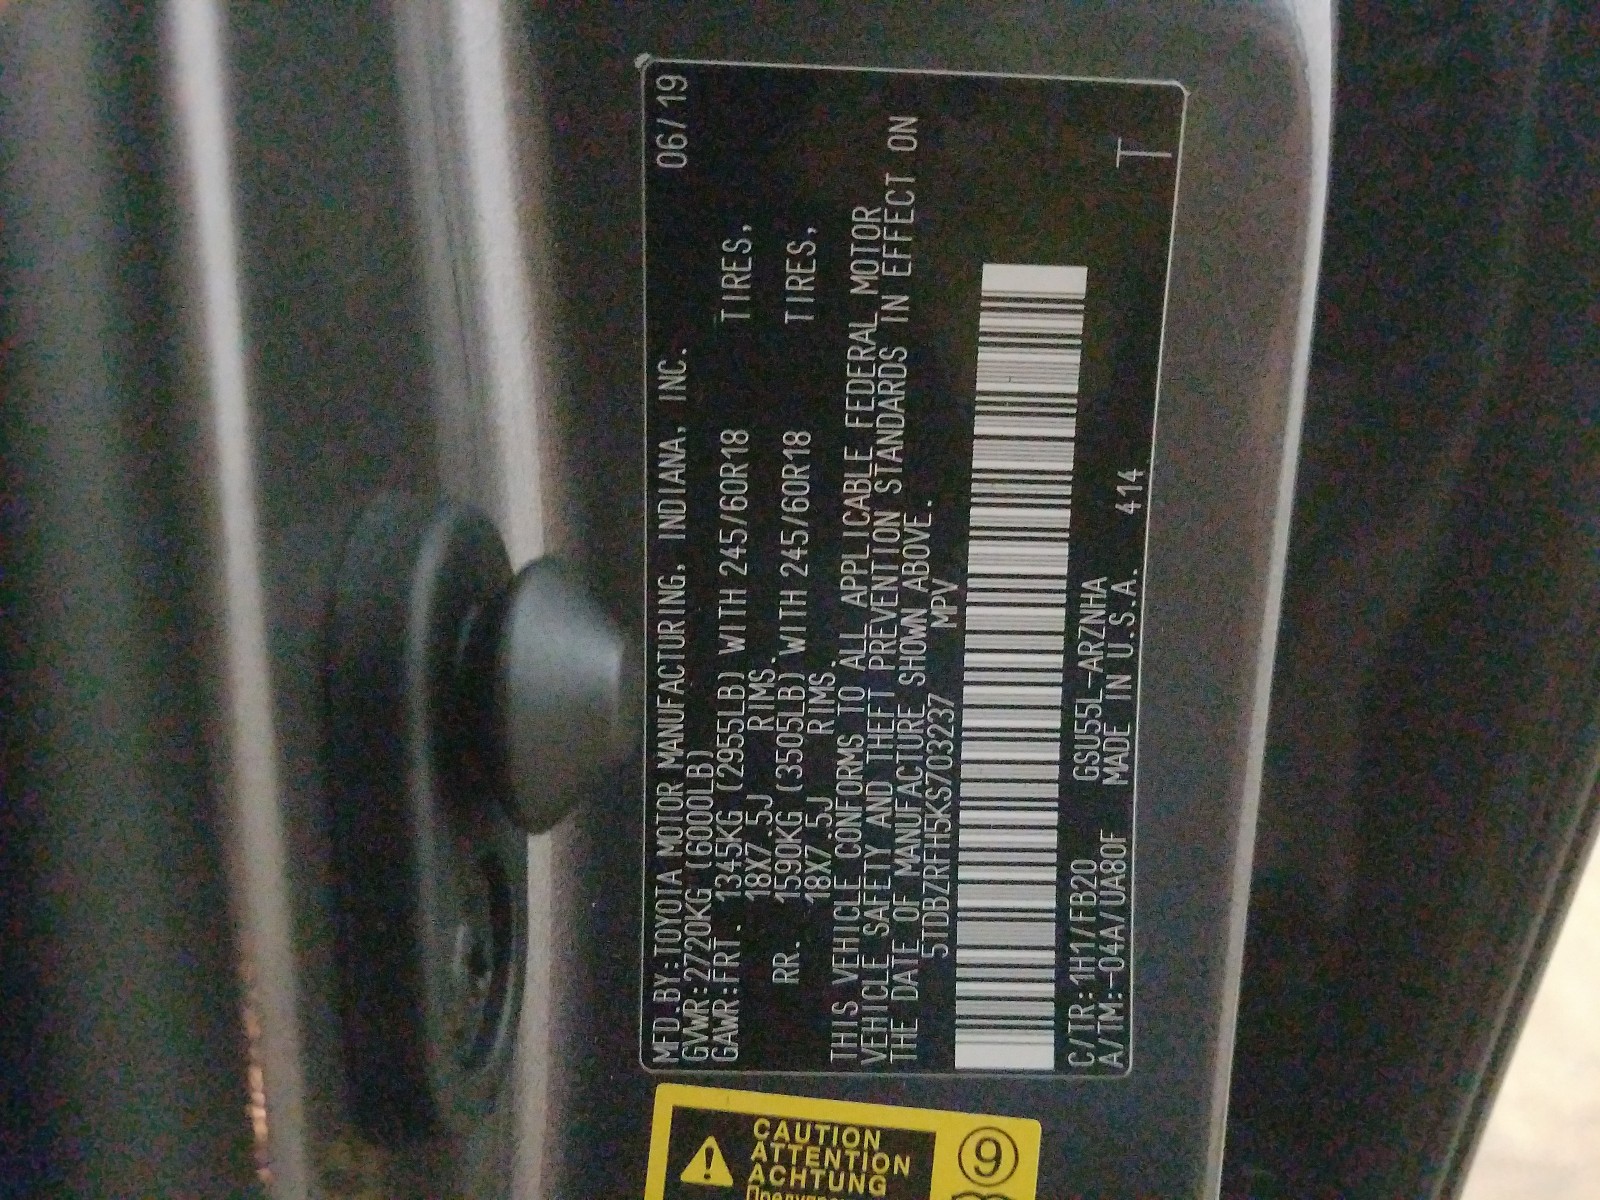 MFD.BY:TOYOTA MOTOR MANUFACTURING, INDIANA, INC. 06/19
GVWR:2720KG (6000LB)
GAWR:FRT. 1345KG (2955LB) WITH 245/60R18 TIRES,
18X7.5J RIMS.
RR. 1590KG (3505LB) WITH 245/60R18 TIRES,
18X7.5J RIMS.
THIS VEHICLE CONFORMS TO ALL APPLICABLE FEDERAL MOTOR
VEHICLE SAFETY AND THEFT PREVENTION STANDARDS IN EFFECT ON
THE DATE OF MANUFACTURE SHOWN ABOVE.
5TDBZRFH5KS703237 MPV
C/TR:1H1/FB20 GSU55L-ARZNHA
A/TM:-04A/UA80F MADE IN U.S.A. 414 T
CAUTION
ATTENTION
ACHTUNG
9